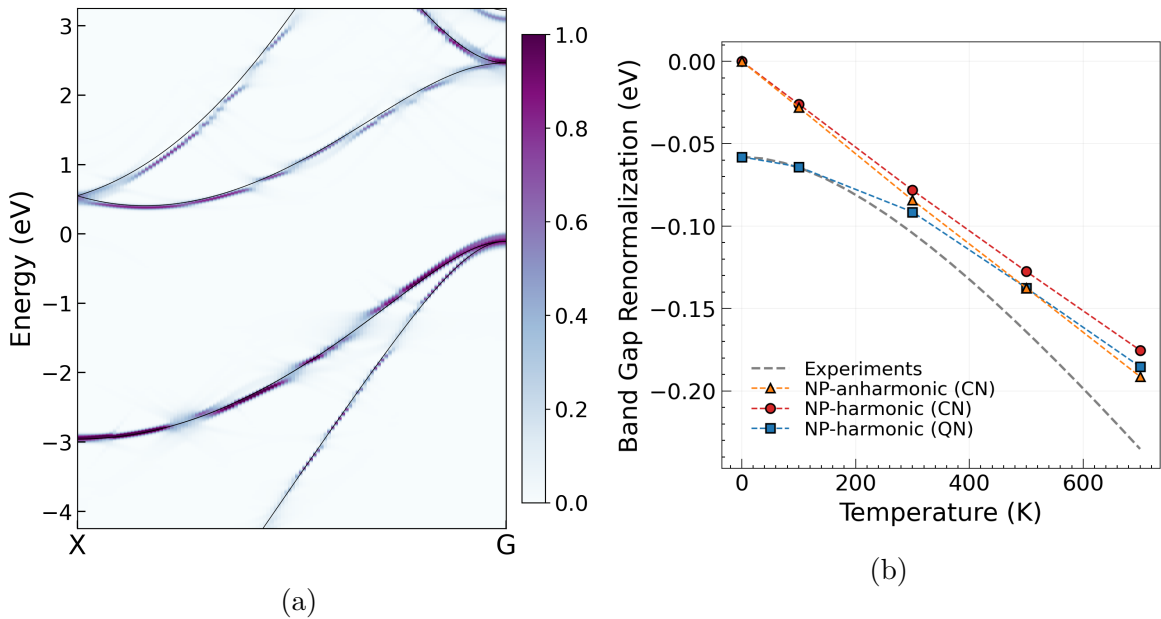 Energy (eV)
3
2
1
0
−1
−2
−3
−4
X
G
1.0
0.8
0.6
0.4
0.2
0.0
(a)
Band Gap Renormalization (eV)
0.00
−0.05
−0.10
−0.15
−0.20
Experiments
NP-anharmonic (CN)
NP-harmonic (CN)
NP-harmonic (QN)
0
200
400
600
Temperature (K)
(b)